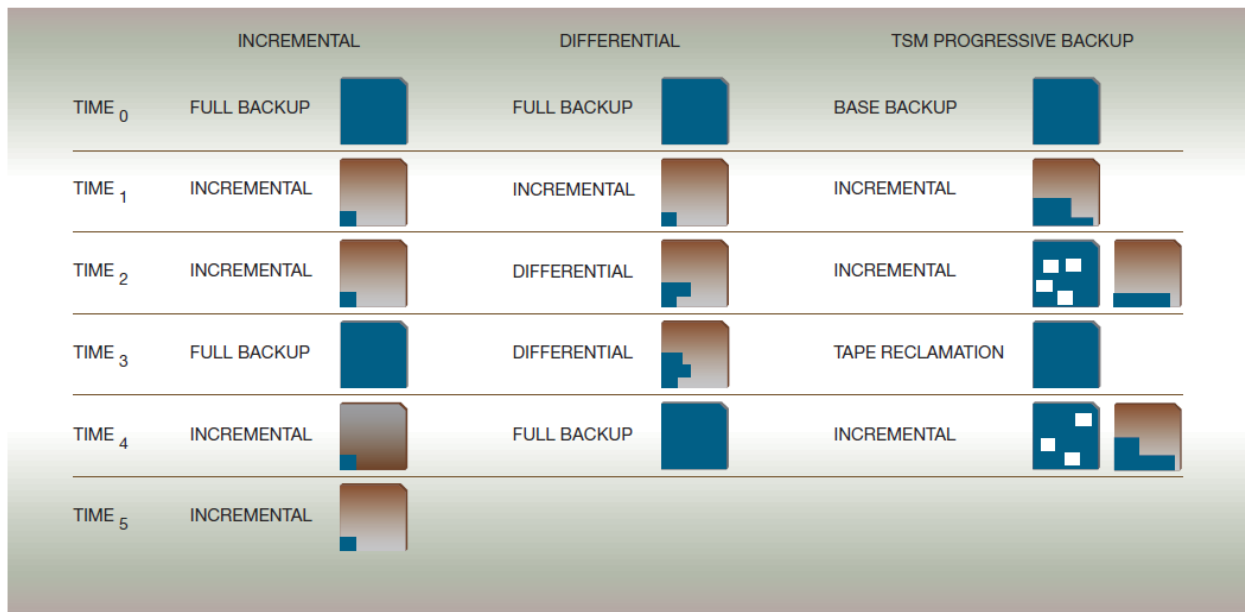 INCREMENTAL DIFFERENTIAL TSM PROGRESSIVE BACKUP
TIME 0 FULL BACKUP FULL BACKUP BASE BACKUP
TIME 1 INCREMENTAL INCREMENTAL INCREMENTAL
TIME 2 INCREMENTAL DIFFERENTIAL INCREMENTAL
TIME 3 FULL BACKUP DIFFERENTIAL TAPE RECLAMATION
TIME 4 INCREMENTAL FULL BACKUP INCREMENTAL
TIME 5 INCREMENTAL